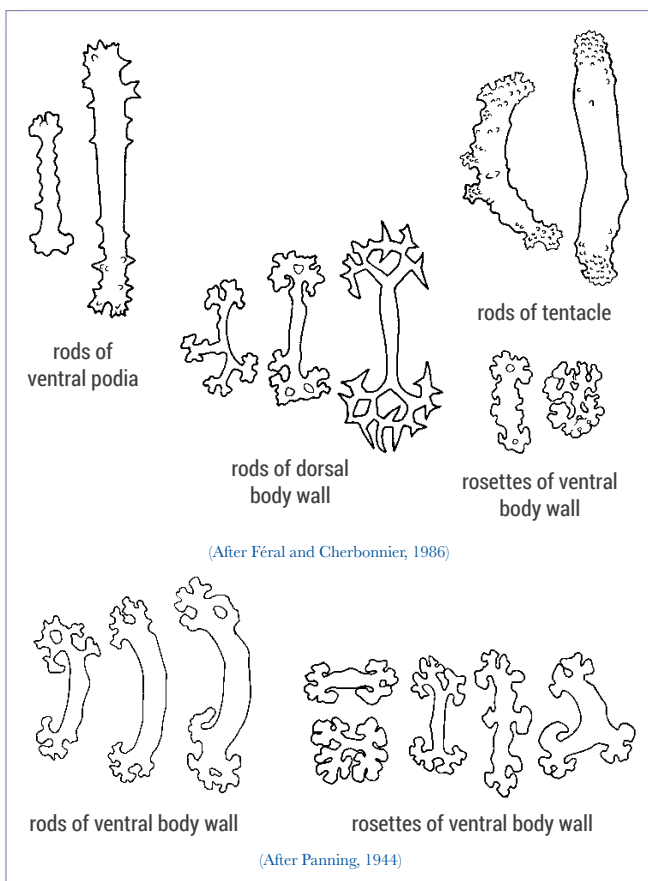 rods of
ventral podia
rods of tentacle
rods of dorsal
body wall
rosettes of ventral
body wall
(After Féral and Cherbonnier, 1986)
rods of ventral body wall
rosettes of ventral body wall
(After Panning, 1944)